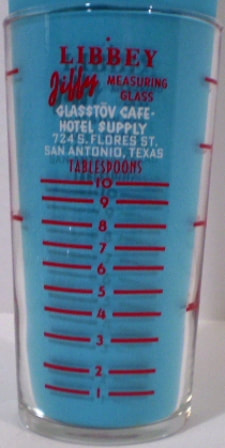 LIBBEY
Jiffy MEASURING
GLASS
GLASSTÖV CAFE-
HOTEL SUPPLY
724 S. FLORES ST.
SAN ANTONIO, TEXAS
TABLESPOONS
10
9
8
7
6
5
4
3
2
1